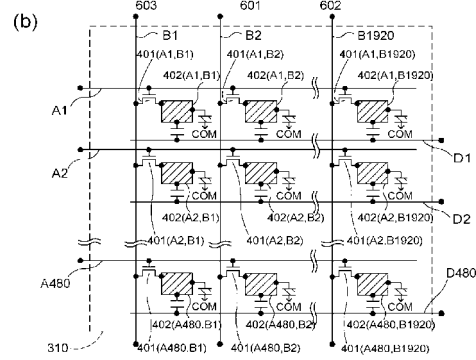 (b)
603 601 602
B1 B2 B1920
401(A1,B1) 401(A1,B2) 401(A1,B1920)
402(A1,B1) 402(A1,B2) 402(A1,B1920)
A1
COM COM COM
D1
A2
COM COM COM
402(A2,B1) 402(A2,B2) 402(A2,B1920)
D2
401(A2,B1) 401(A2,B2) 401(A2,B1920)
A480
D480
COM COM COM
402(A480.B1) 402(A480,B2) 402(A480,B1920)
310
401(A480.B1) 401(A480,B2) 401(A480,B1920)